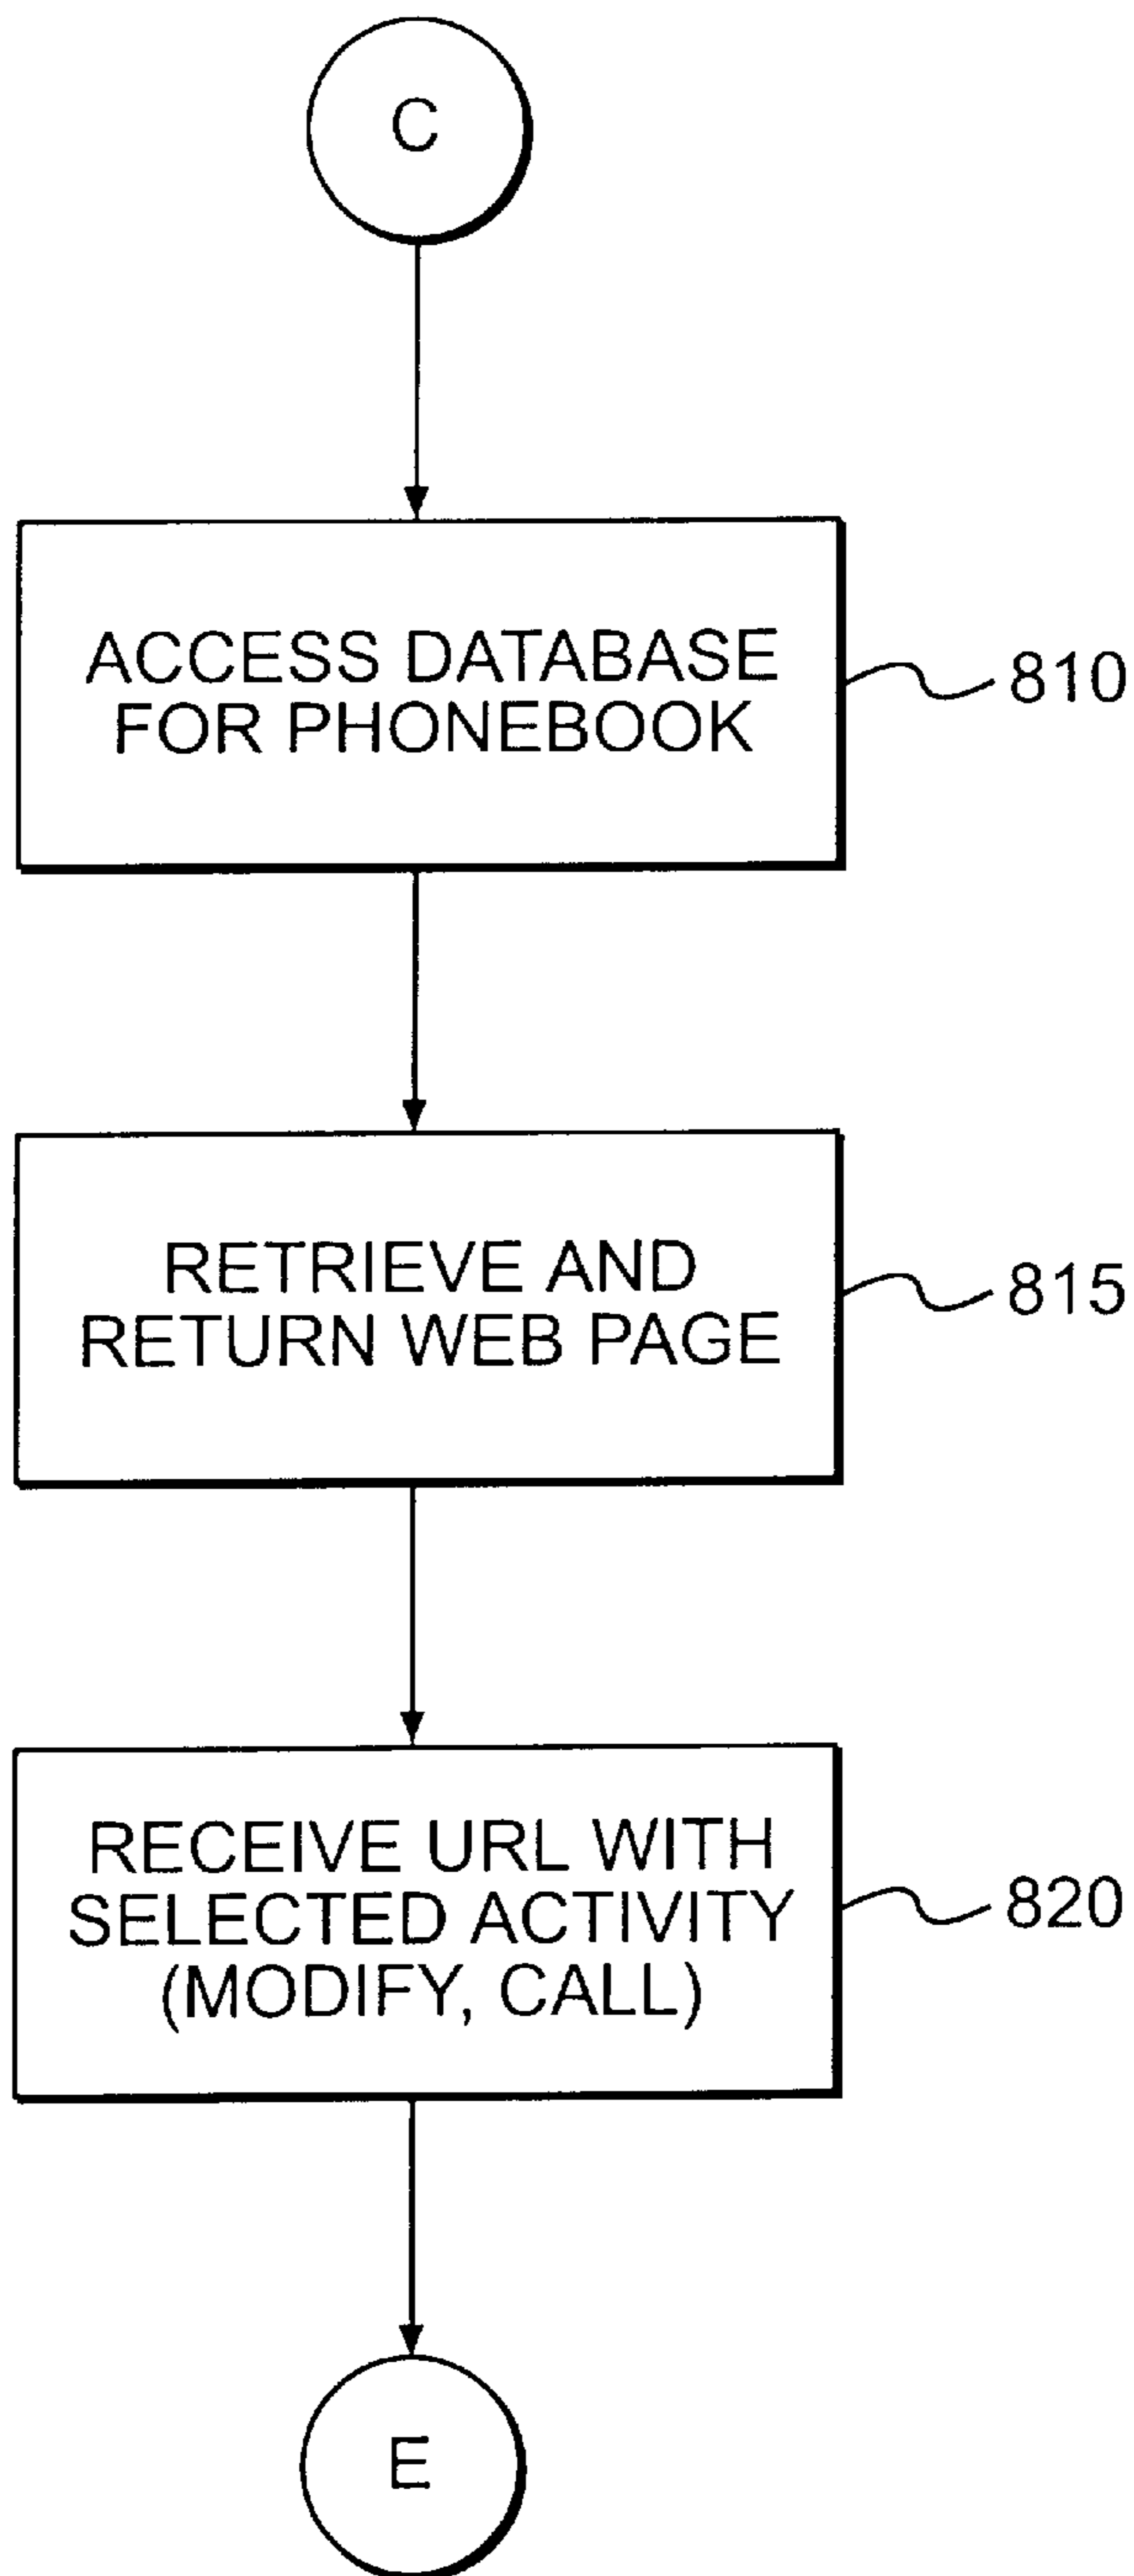 C
ACCESS DATABASE
FOR PHONEBOOK
810
RETRIEVE AND
RETURN WEB PAGE
815
RECEIVE URL WITH
SELECTED ACTIVITY
(MODIFY, CALL)
820
E